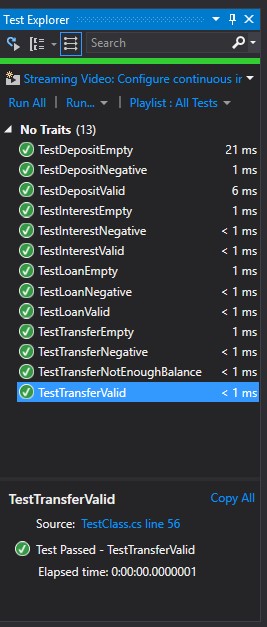 Test Explorer
Search
Streaming Video: Configure continuous in
Run All | Run... | Playlist : All Tests
No Traits (13)
TestDepositEmpty 21 ms
TestDepositNegative 1 ms
TestDepositValid 6 ms
TestInterestEmpty 1 ms
TestInterestNegative < 1 ms
TestInterestValid < 1 ms
TestLoanEmpty 1 ms
TestLoanNegative < 1 ms
TestLoanValid < 1 ms
TestTransferEmpty 1 ms
TestTransferNegative < 1 ms
TestTransferNotEnoughBalance < 1 ms
TestTransferValid < 1 ms
TestTransferValid Copy All
Source: TestClass.cs line 56
Test Passed - TestTransferValid
Elapsed time: 0:00:00.0000001